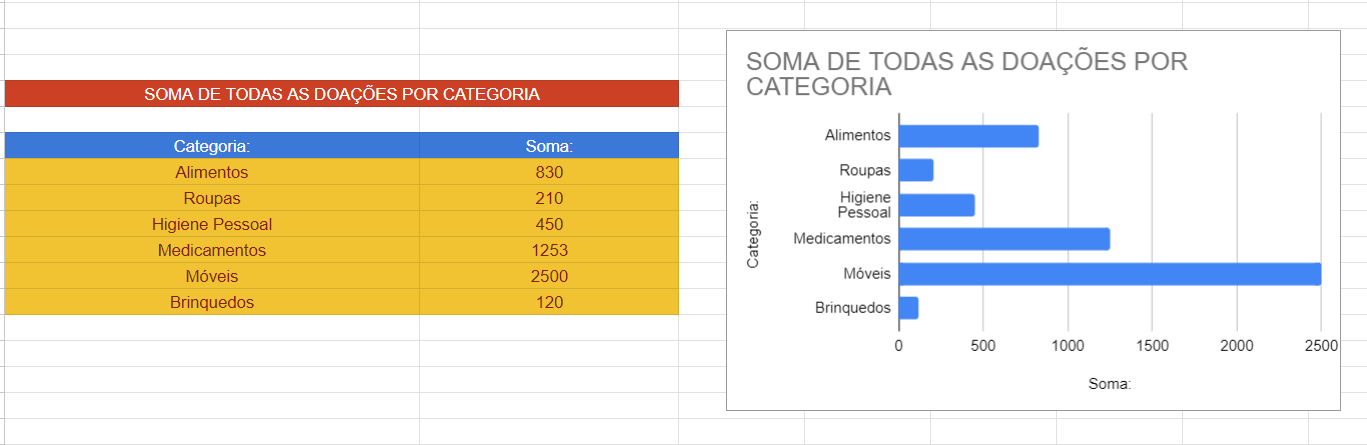 SOMA DE TODAS AS DOAÇÕES POR CATEGORIA
Categoria: Soma:
Alimentos 830
Roupas 210
Higiene Pessoal 450
Medicamentos 1253
Móveis 2500
Brinquedos 120
SOMA DE TODAS AS DOAÇÕES POR
CATEGORIA
Categoria:
Alimentos
Roupas
Higiene
Pessoal
Medicamentos
Móveis
Brinquedos
0 500 1000 1500 2000 2500
Soma: